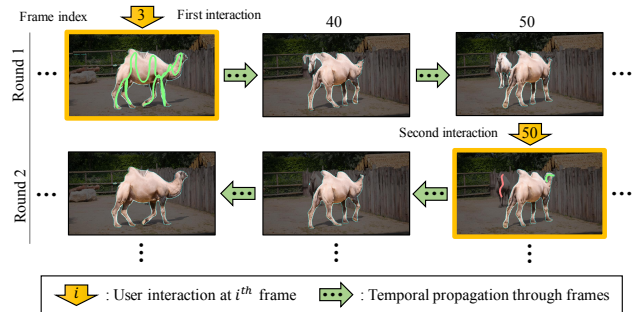 Frame index
3
First interaction
40
50
Round 1
Second interaction
50
Round 2
i : User interaction at i^th frame
: Temporal propagation through frames